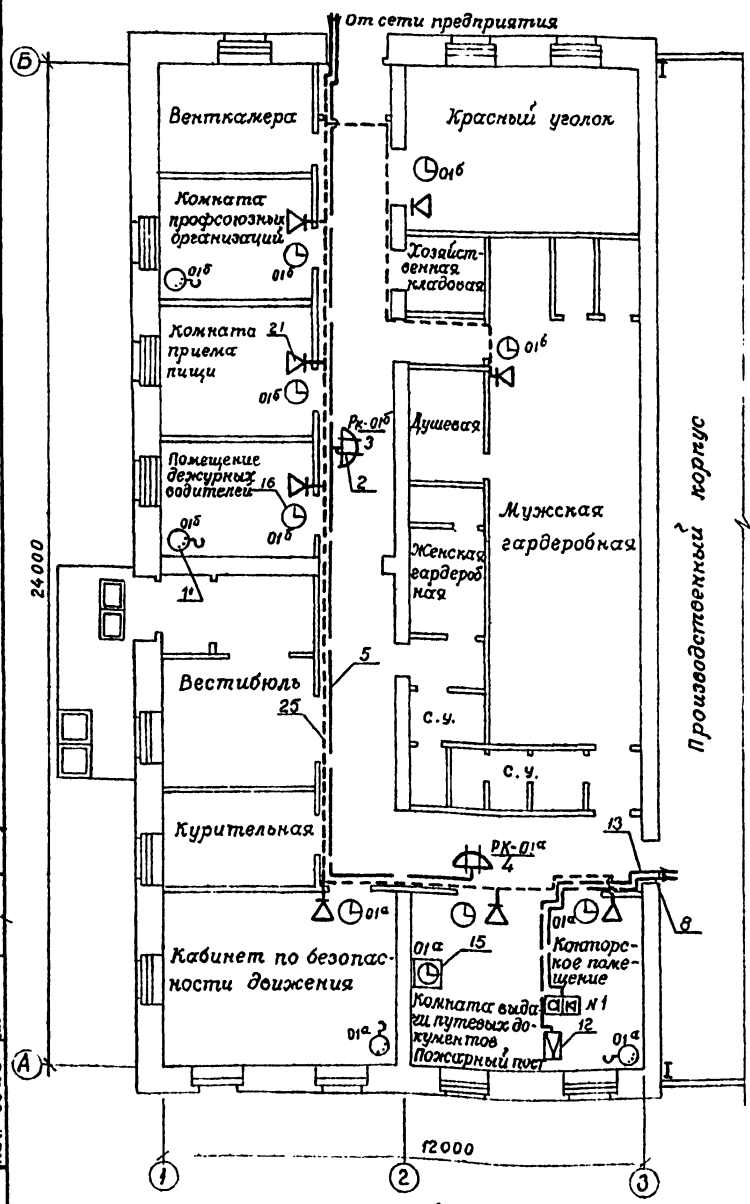 От сети предприятия
Б
I
Венткамера
Красный уголок
01б
Комната
профсоюзных
организаций
01б
01б
Хозяйст-
венная
кладовая
Комната
приема
пищи
21
01б
01б
Рк-01б
3
2
Душевая
Помещение
дежурных
водителей
16
01б
01б
1
Мужская
гардеробная
Женская
гардероб
ная
Производственный корпус
24000
5
Вестибюль
25
с.у.
с.у.
Курительная
РК-01а
4
13
8
01а
01а
Кабинет по безопас-
ности движения
01а
15
Конторс-
кое поме-
щение
N1
Комната выда
чи путевых до-
кументов
Пожарный пост
12
01а
01а
А
I
12000
1
2
3